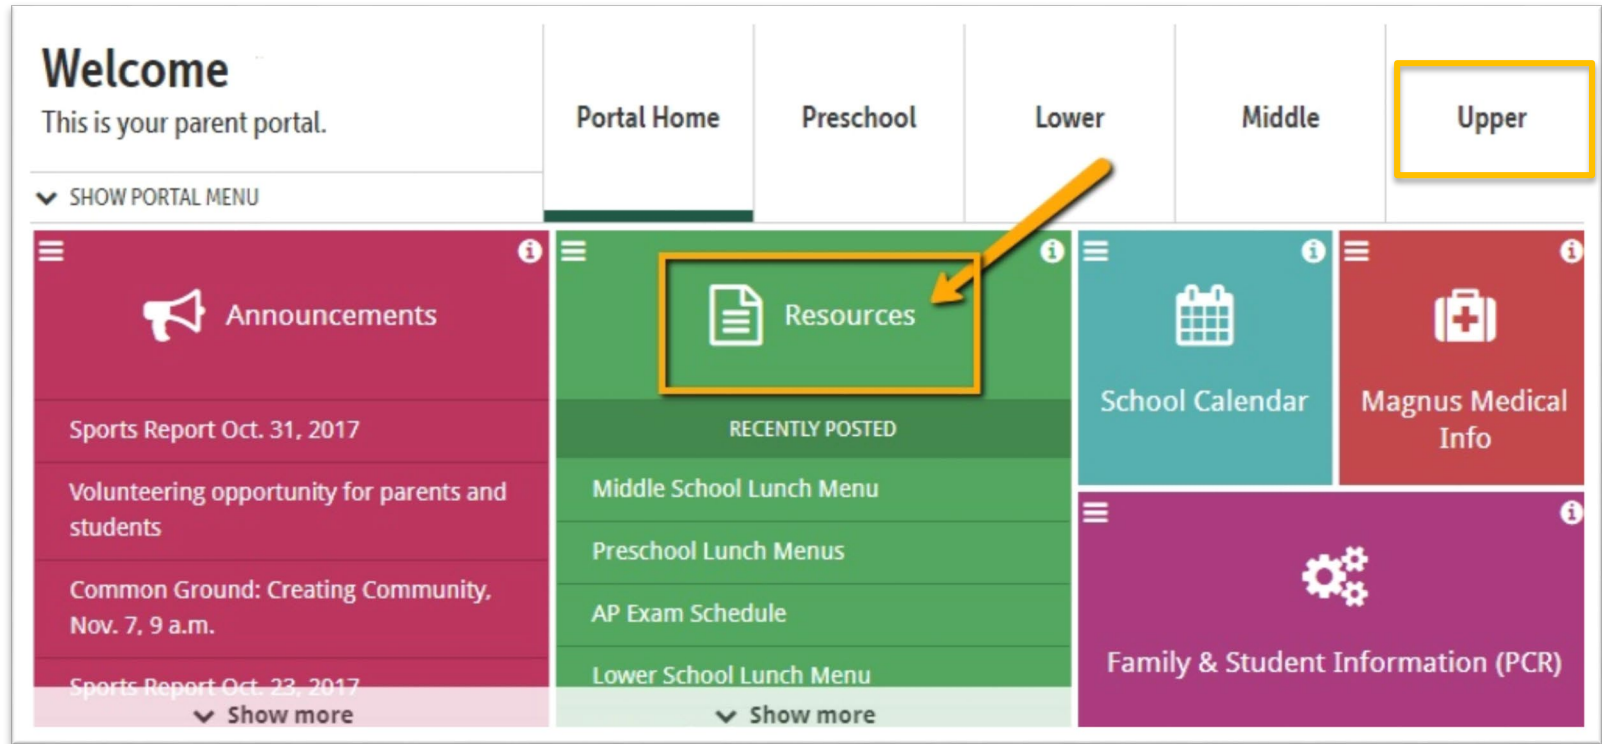 Welcome
This is your parent portal.
SHOW PORTAL MENU
Portal Home
Preschool
Lower
Middle
Upper
Announcements
Sports Report Oct. 31, 2017
Volunteering opportunity for parents and
students
Common Ground: Creating Community,
Nov. 7, 9 a.m.
Sports Report Oct. 23, 2017
Show more
Resources
RECENTLY POSTED
Middle School Lunch Menu
Preschool Lunch Menus
AP Exam Schedule
Lower School Lunch Menu
Show more
School Calendar
Magnus Medical
Info
Family & Student Information (PCR)